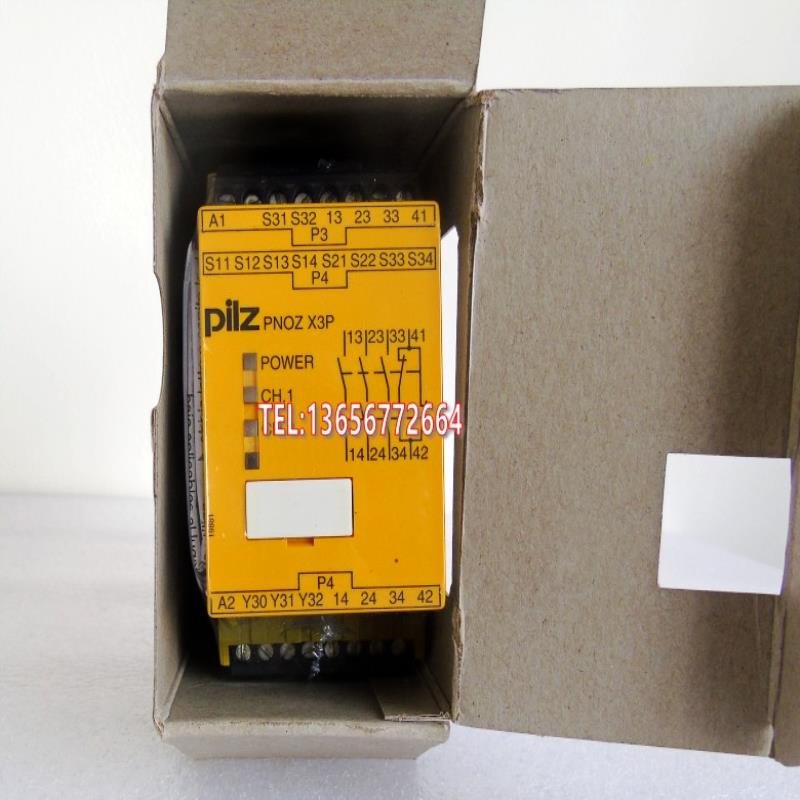 A1 S31 S32 13 23 33 41
P3
S11 S12 S13 S14 S21 S22 S33 S34
P4
pilz PNOZ X3P
13 23 33 41
POWER
CH.1
TEL:13656772664
14 24 34 42
P4
A2 Y30 Y31 Y32 14 24 34 42